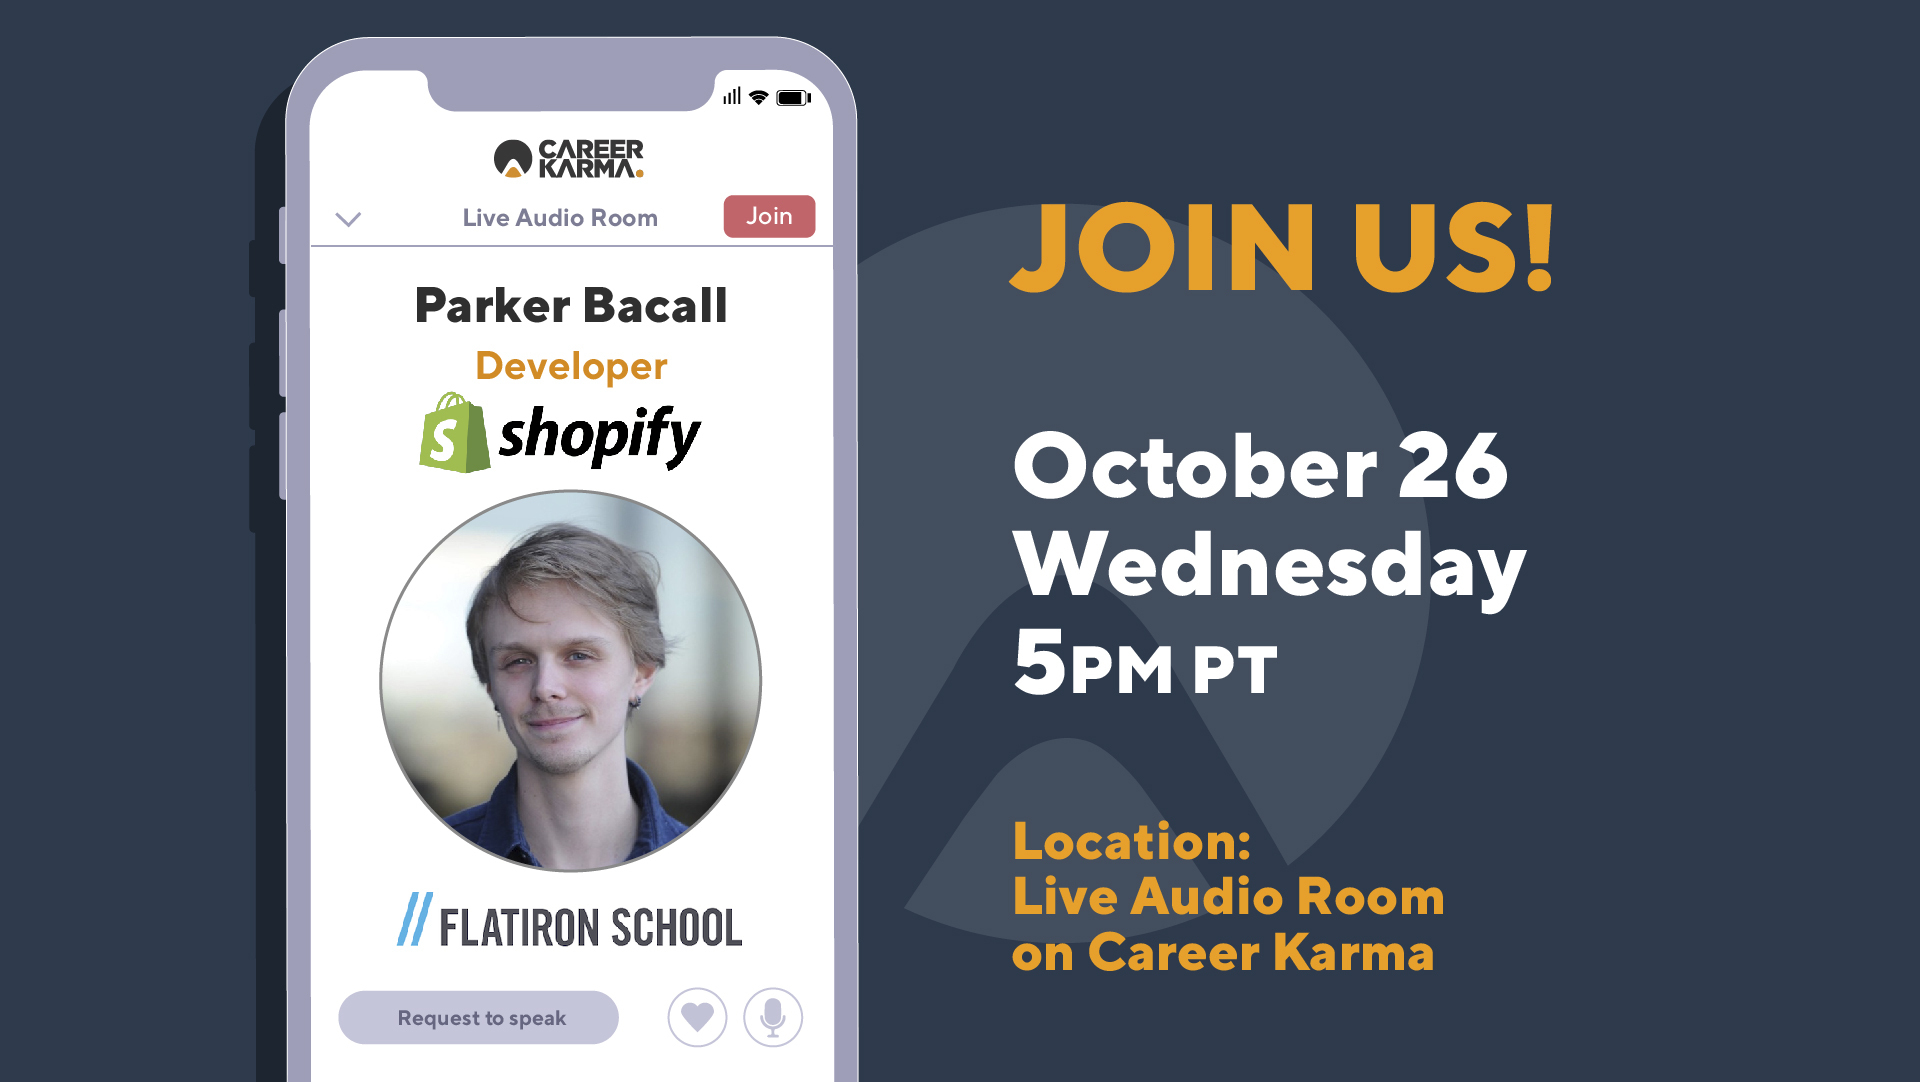 CAREER
KARMA.
Live Audio Room
Join
Parker Bacall
Developer
shopify
FLATIRON SCHOOL
Request to speak
JOIN US!
October 26
Wednesday
5PM PT
Location:
Live Audio Room
on Career Karma